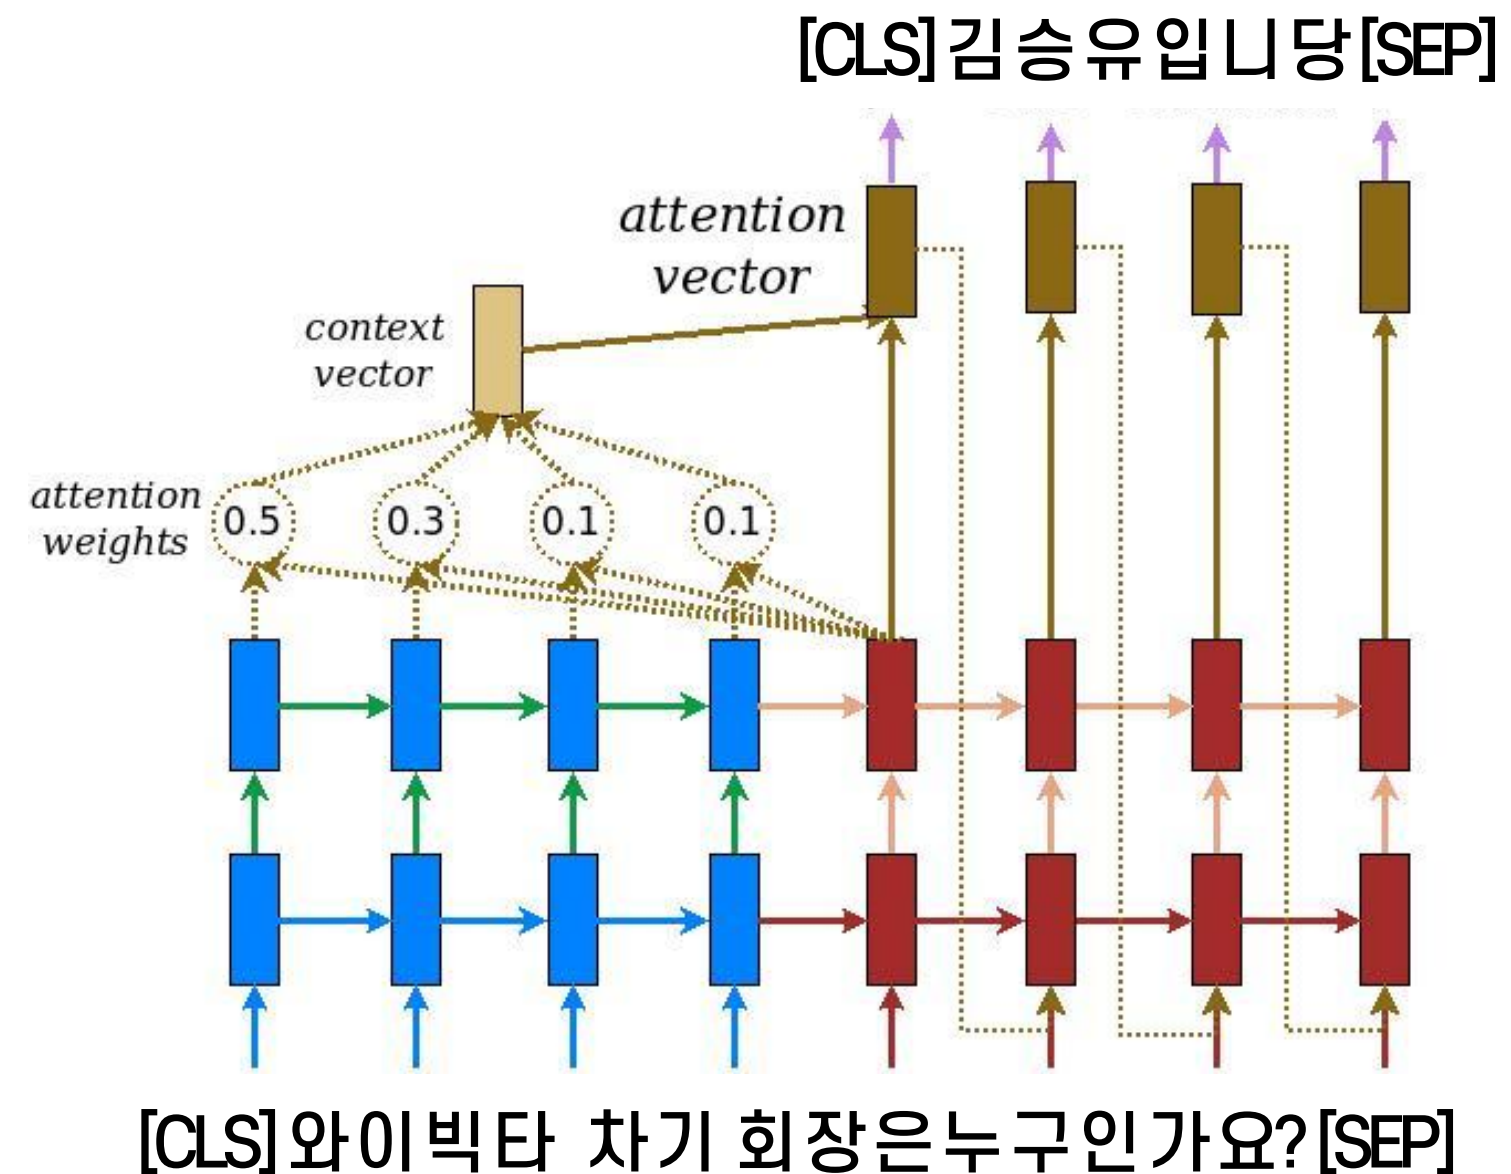 [CLS]김승유입니당[SEP]
attention
vector
context
vector
attention
weights
0.5 0.3 0.1 0.1
[CLS]와이빅타 차기 회장은누구인가요?[SEP]